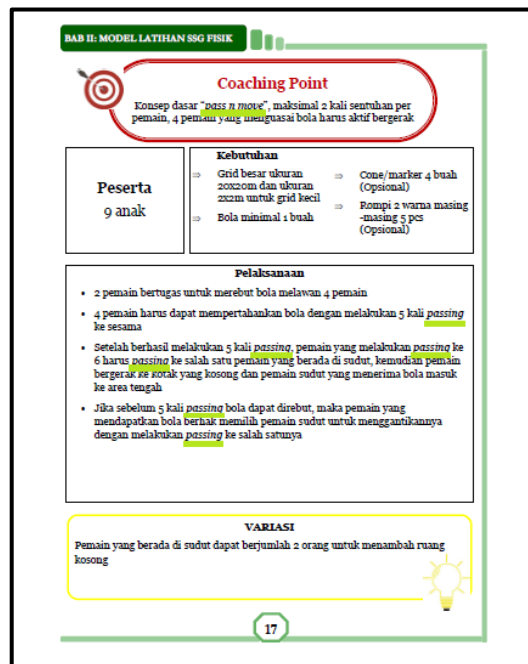 BAB II: MODEL LATIHAN SSG FISIK
Coaching Point
Konsep dasar "pass n move", maksimal 2 kali sentuhan per
pemain, 4 pemain yang menguasai bola harus aktif bergerak
Peserta
9 anak
Kebutuhan
⇒ Grid besar ukuran
20x20m dan ukuran
2x2m untuk grid kecil
⇒ Bola minimal 1 buah
⇒ Cone/marker 4 buah
(Opsional)
⇒ Rompi 2 warna masing
-masing 5 pcs
(Opsional)
Pelaksanaan
• 2 pemain bertugas untuk merebut bola melawan 4 pemain
• 4 pemain harus dapat mempertahankan bola dengan melakukan 5 kali passing
ke sesama
• Setelah berhasil melakukan 5 kali passing, pemain yang melakukan passing ke
6 harus passing ke salah satu pemain yang berada di sudut, kemudian pemain
bergerak ke kotak yang kosong dan pemain sudut yang menerima bola masuk
ke area tengah
• Jika sebelum 5 kali passing bola dapat direbut, maka pemain yang
mendapatkan bola berhak memilih pemain sudut untuk menggantikannya
dengan melakukan passing ke salah satunya
VARIASI
Pemain yang berada di sudut dapat berjumlah 2 orang untuk menambah ruang
kosong
17